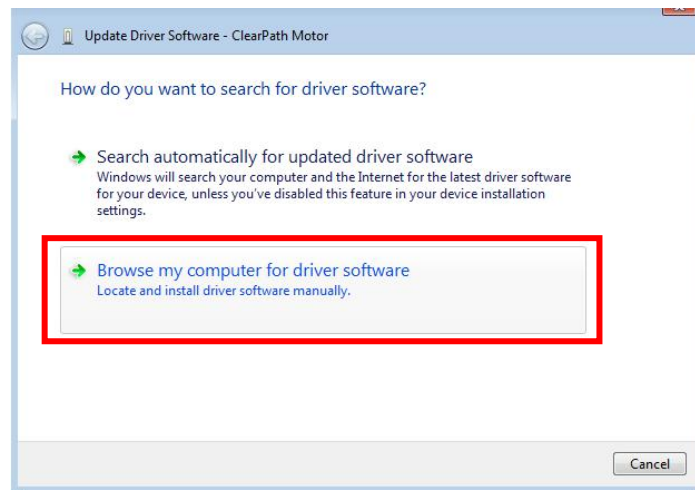 Update Driver Software - ClearPath Motor
How do you want to search for driver software?
Search automatically for updated driver software
Windows will search your computer and the Internet for the latest driver software
for your device, unless you've disabled this feature in your device installation
settings.
Browse my computer for driver software
Locate and install driver software manually.
Cancel